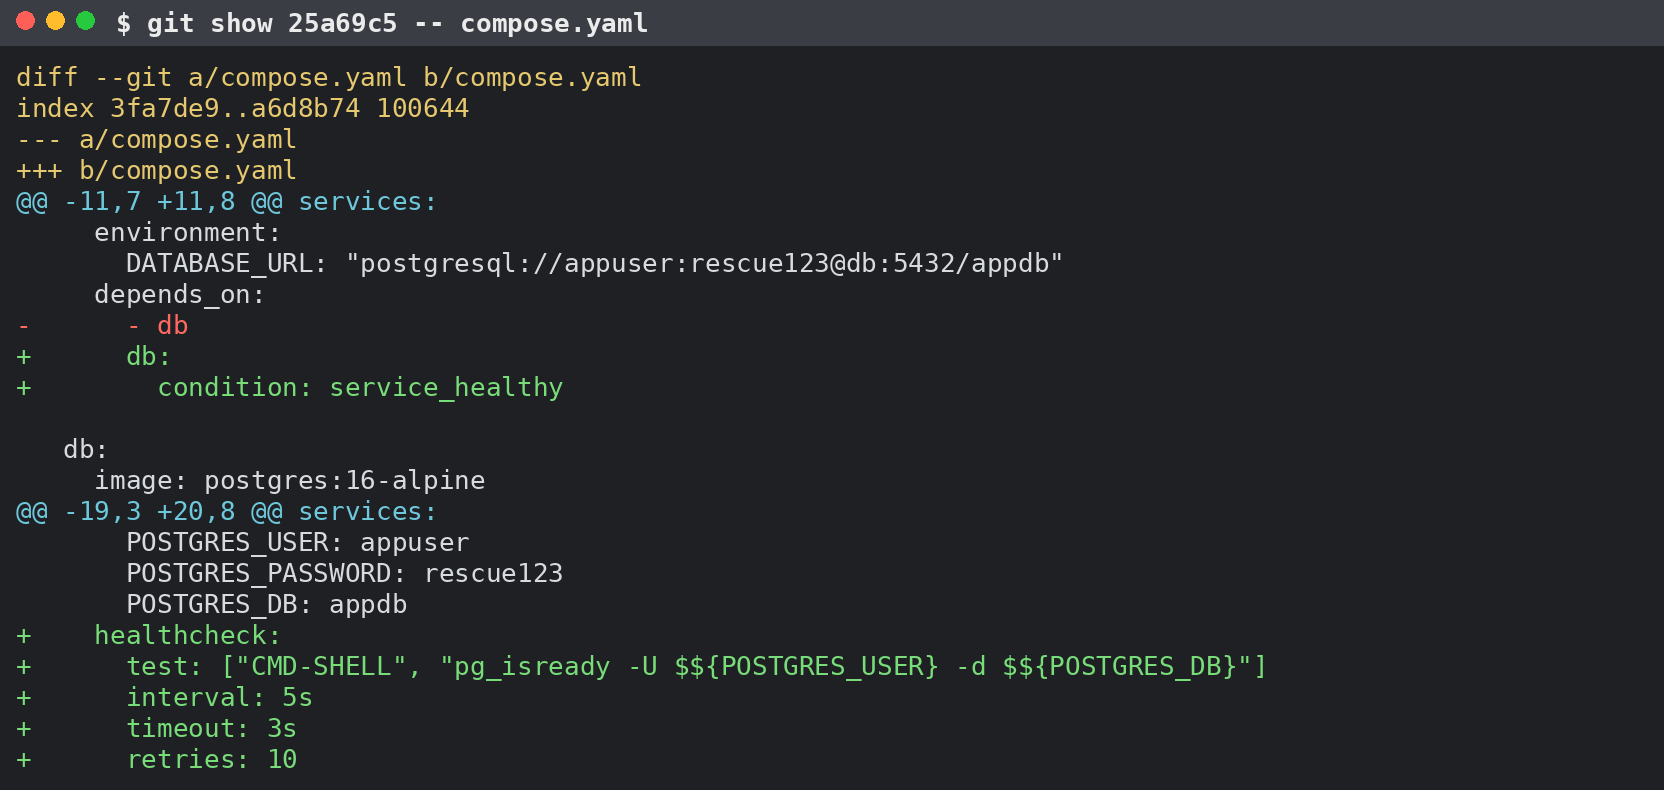 $ git show 25a69c5 -- compose.yaml
diff --git a/compose.yaml b/compose.yaml
index 3fa7de9..a6d8b74 100644
--- a/compose.yaml
+++ b/compose.yaml
@@ -11,7 +11,8 @@ services:
     environment:
       DATABASE_URL: "postgresql://appuser:rescue123@db:5432/appdb"
     depends_on:
-      - db
+      db:
+        condition: service_healthy

   db:
     image: postgres:16-alpine
@@ -19,3 +20,8 @@ services:
       POSTGRES_USER: appuser
       POSTGRES_PASSWORD: rescue123
       POSTGRES_DB: appdb
+    healthcheck:
+      test: ["CMD-SHELL", "pg_isready -U $${POSTGRES_USER} -d $${POSTGRES_DB}"]
+      interval: 5s
+      timeout: 3s
+      retries: 10